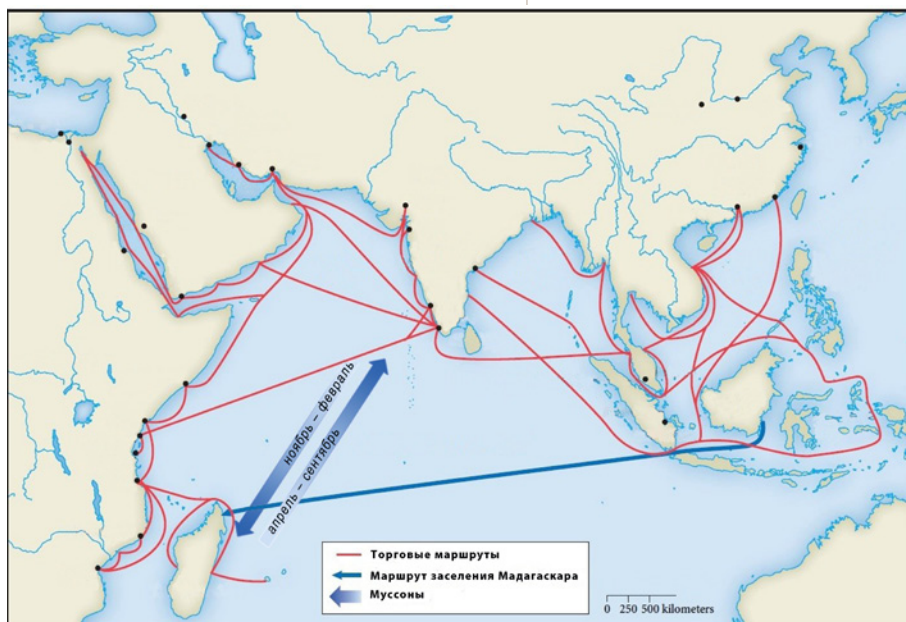 ноябрь – февраль
апрель – сентябрь
Торговые маршруты
Маршрут заселения Мадагаскара
Муссоны
0 250 500 kilometers